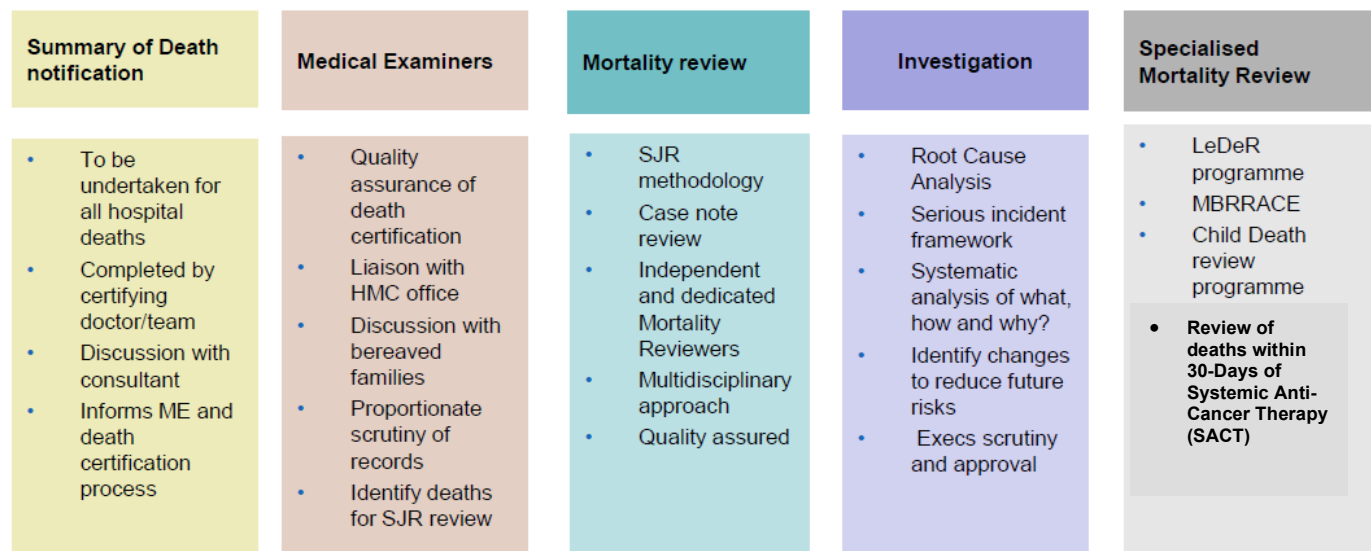 Summary of Death
notification
• To be
undertaken for
all hospital
deaths
• Completed by
certifying
doctor/team
• Discussion with
consultant
• Informs ME and
death
certification
process
Medical Examiners
• Quality
assurance of
death
certification
• Liaison with
HMC office
• Discussion with
bereaved
families
• Proportionate
scrutiny of
records
• Identify deaths
for SJR review
Mortality review
• SJR
methodology
• Case note
review
• Independent
and dedicated
Mortality
Reviewers
• Multidisciplinary
approach
• Quality assured
Investigation
• Root Cause
Analysis
• Serious incident
framework
• Systematic
analysis of what,
how and why?
• Identify changes
to reduce future
risks
• Execs scrutiny
and approval
Specialised
Mortality Review
• LeDeR
programme
• MBRRACE
• Child Death
review
programme
• Review of
deaths within
30-Days of
Systemic Anti-
Cancer Therapy
(SACT)